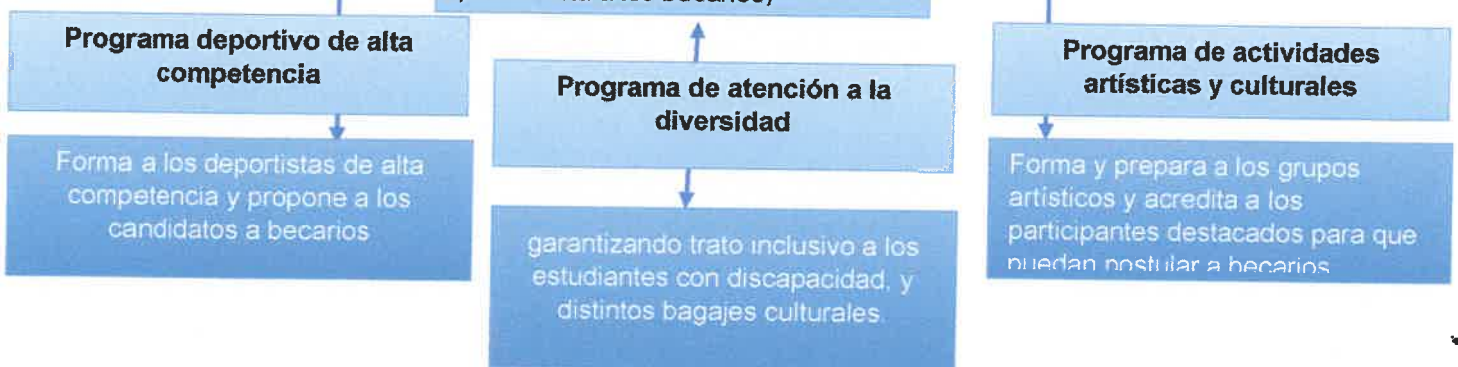 becarios)
Programa deportivo de alta
competencia
Forma a los deportistas de alta
competencia y propone a los
candidatos a becarios
Programa de atención a la
diversidad
garantizando trato inclusivo a los
estudiantes con discapacidad, y
distintos bagajes culturales.
Programa de actividades
artísticas y culturales
Forma y prepara a los grupos
artísticos y acredita a los
participantes destacados para que
puedan postular a becarios